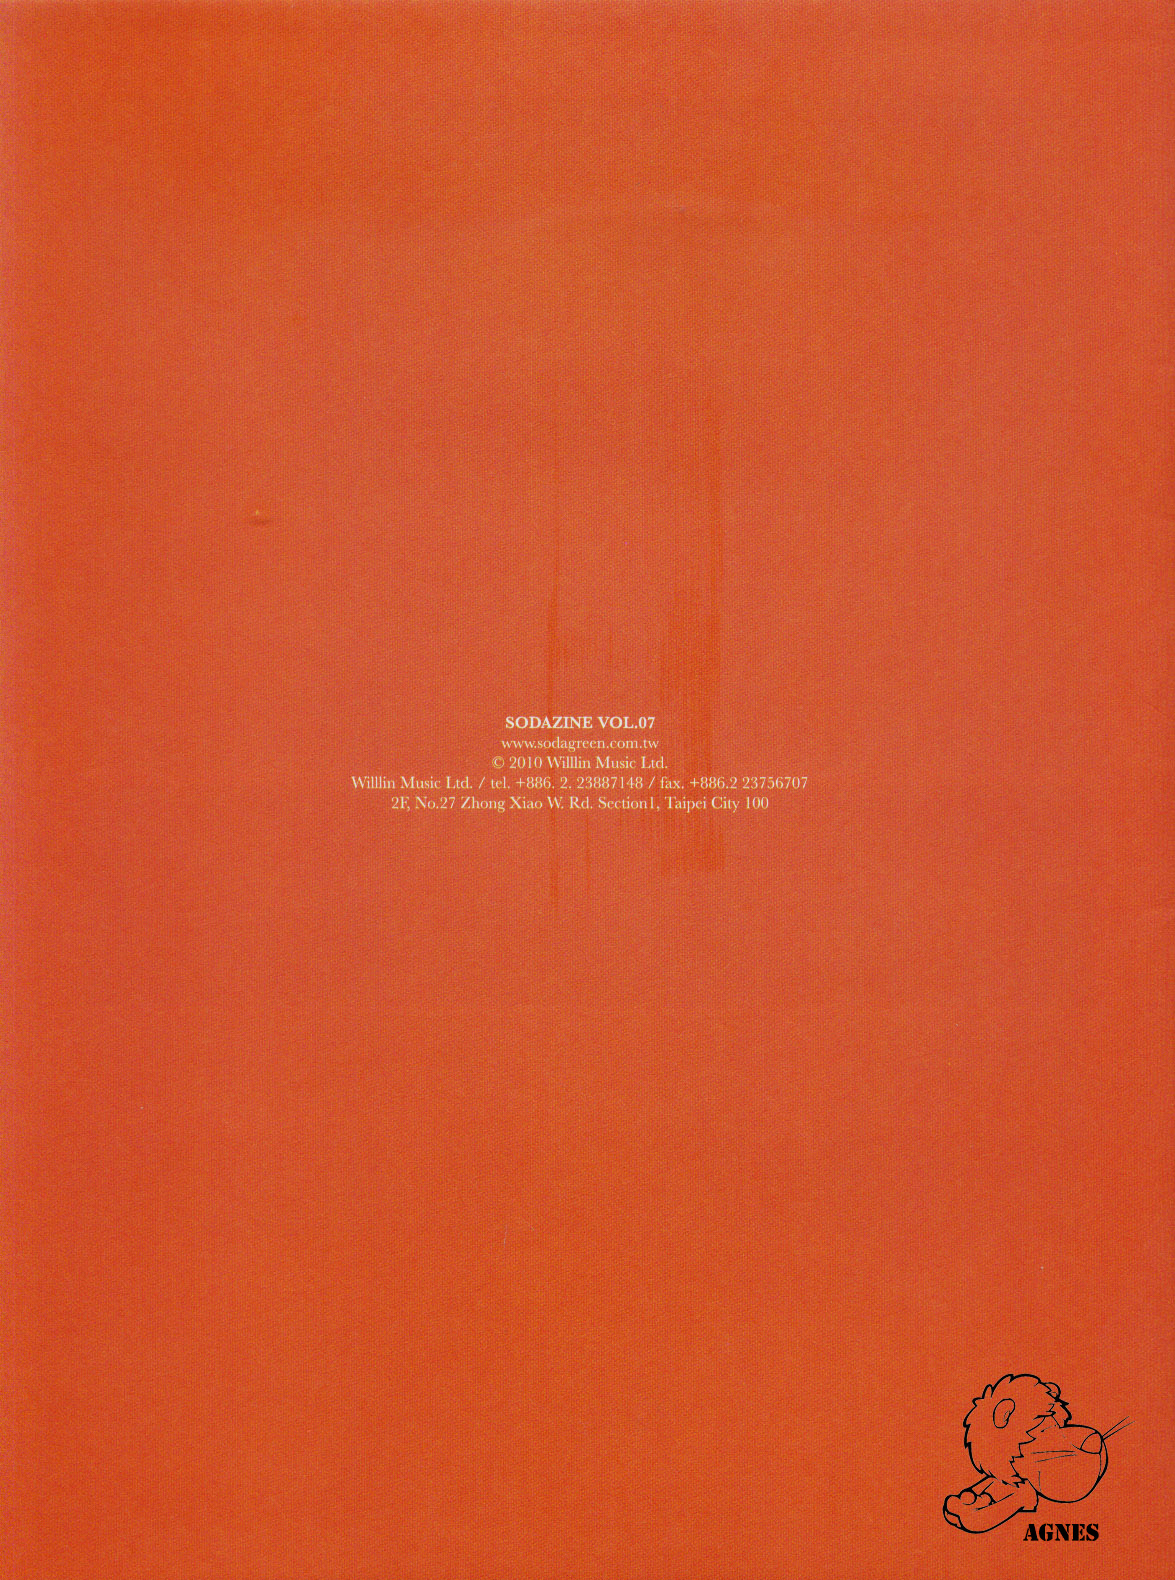 SODAZINE VOL.07
www.sodagreen.com.tw
© 2010 Willlin Music Ltd.
Willlin Music Ltd. / tel. +886. 2. 23887148 / fax. +886.2 23756707
2F, No.27 Zhong Xiao W. Rd. Section1, Taipei City 100
AGNES